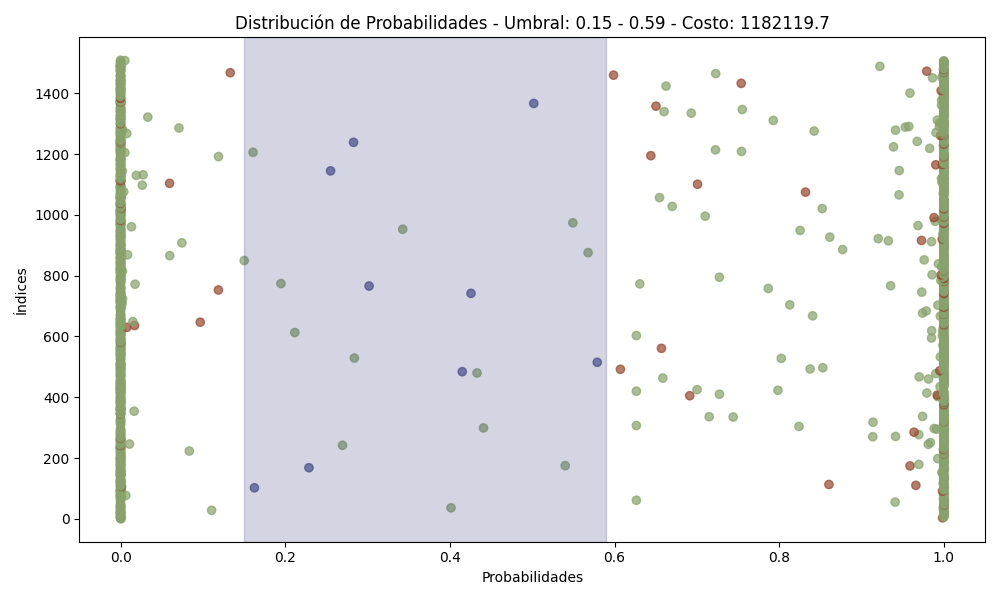 Distribución de Probabilidades - Umbral: 0.15 - 0.59 - Costo: 1182119.7
Índices
1400
1200
1000
800
600
400
200
0
0.0 0.2 0.4 0.6 0.8 1.0
Probabilidades